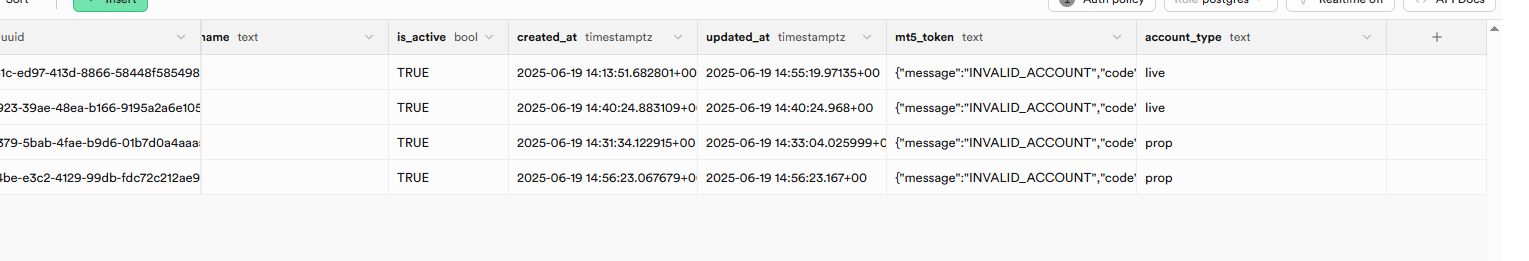 Sort Insert 1 Auth policy Role postgres Realtime off API Docs
uuid name text is_active bool created_at timestamptz updated_at timestamptz mt5_token text account_type text +
1c-ed97-413d-8866-58448f585498 TRUE 2025-06-19 14:13:51.682801+00 2025-06-19 14:55:19.97135+00 {"message":"INVALID_ACCOUNT","code" live
923-39ae-48ea-b166-9195a2a6e105 TRUE 2025-06-19 14:40:24.883109+0 2025-06-19 14:40:24.968+00 {"message":"INVALID_ACCOUNT","code" live
379-5bab-4fae-b9d6-01b7d0a4aaa TRUE 2025-06-19 14:31:34.122915+00 2025-06-19 14:33:04.025999+0 {"message":"INVALID_ACCOUNT","code" prop
4be-e3c2-4129-99db-fdc72c212ae9 TRUE 2025-06-19 14:56:23.067679+0 2025-06-19 14:56:23.167+00 {"message":"INVALID_ACCOUNT","code" prop